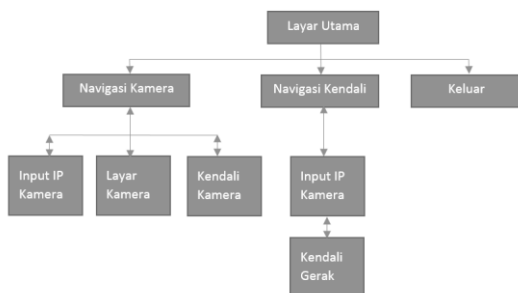 Layar Utama
Navigasi Kamera
Navigasi Kendali
Keluar
Input IP
Kamera
Layar
Kamera
Kendali
Kamera
Input IP
Kamera
Kendali
Gerak